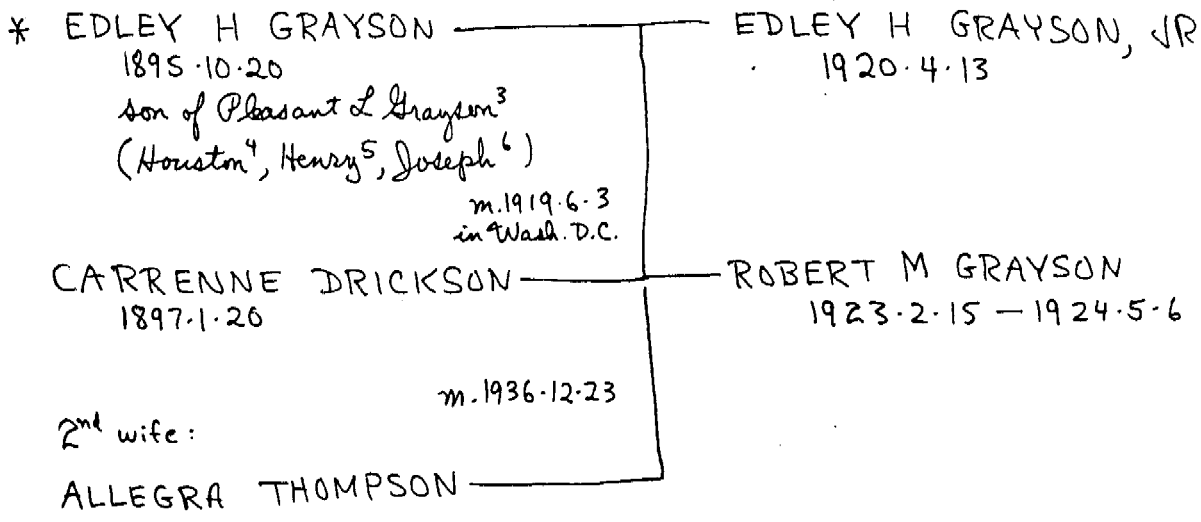 * EDLEY H GRAYSON
1895.10.20
son of Pleasant L Grayson³
(Houston⁴, Henry⁵, Joseph⁶)
m.1919.6.3
in Wash. D.C.
CARRENNE DRICKSON
1897.1.20
m.1936.12.23
2nd wife:
ALLEGRA THOMPSON
EDLEY H GRAYSON, JR
1920.4.13
ROBERT M GRAYSON
1923.2.15 — 1924.5.6